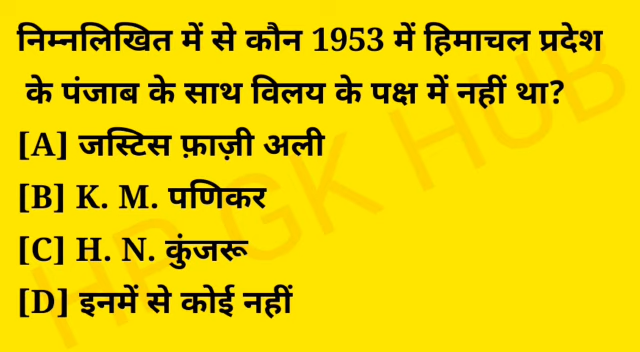 निम्नलिखित में से कौन 1953 में हिमाचल प्रदेश
के पंजाब के साथ विलय के पक्ष में नहीं था?
[A] जस्टिस फ़ाज़ी अली
[B] K. M. पणिकर
[C] H. N. कुंजरू
[D] इनमें से कोई नहीं
HP GK HUB